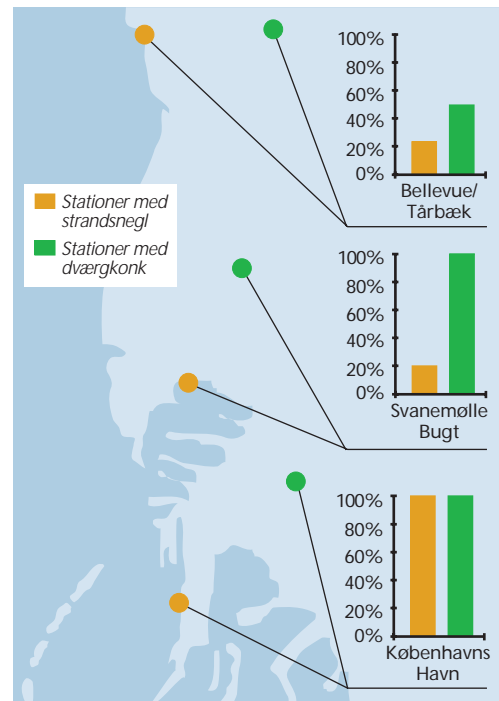 100%
80%
60%
40%
20%
0%
Bellevue/
Tårbæk
Stationer med
strandsnegl
Stationer med
dværgkonk
100%
80%
60%
40%
20%
0%
Svanemølle
Bugt
100%
80%
60%
40%
20%
0%
Københavns
Havn